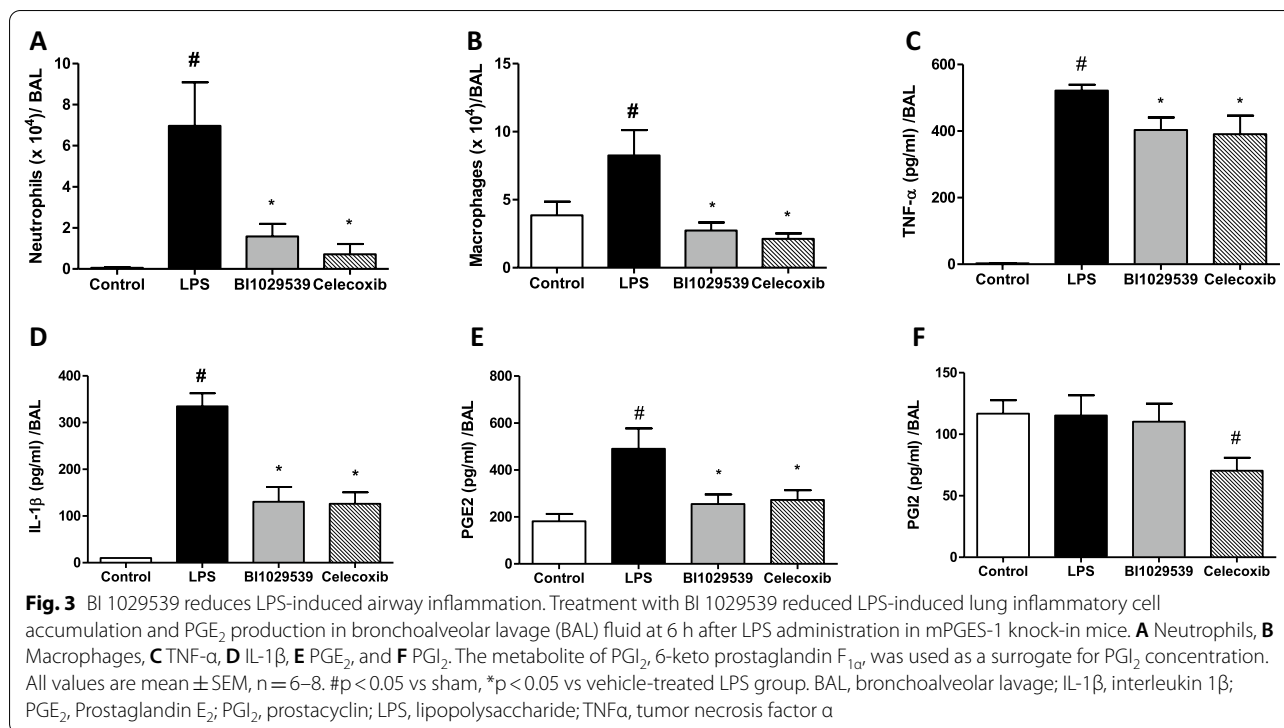 A
Neutrophils (x 10⁴)/ BAL
10
8
6
4
2
0
#
*
*
Control LPS BI1029539 Celecoxib
B
Macrophages (x 10⁴)/BAL
15
10
5
0
#
*
*
Control LPS BI1029539 Celecoxib
C
TNF-α (pg/ml) /BAL
600
400
200
0
#
*
*
Control LPS BI1029539 Celecoxib
D
IL-1β (pg/ml) /BAL
400
300
200
100
0
#
*
*
Control LPS BI1029539 Celecoxib
E
PGE2 (pg/ml) /BAL
800
600
400
200
0
#
*
*
Control LPS BI1029539 Celecoxib
F
PGI2 (pg/ml) /BAL
150
100
50
0
#
Control LPS BI1029539 Celecoxib
Fig. 3 BI 1029539 reduces LPS-induced airway inflammation. Treatment with BI 1029539 reduced LPS-induced lung inflammatory cell
accumulation and PGE₂ production in bronchoalveolar lavage (BAL) fluid at 6 h after LPS administration in mPGES-1 knock-in mice. A Neutrophils, B
Macrophages, C TNF-α, D IL-1β, E PGE₂, and F PGI₂. The metabolite of PGI₂, 6-keto prostaglandin F₁α, was used as a surrogate for PGI₂ concentration.
All values are mean ± SEM, n = 6–8. #p < 0.05 vs sham, *p < 0.05 vs vehicle-treated LPS group. BAL, bronchoalveolar lavage; IL-1β, interleukin 1β;
PGE₂, Prostaglandin E₂; PGI₂, prostacyclin; LPS, lipopolysaccharide; TNFα, tumor necrosis factor α